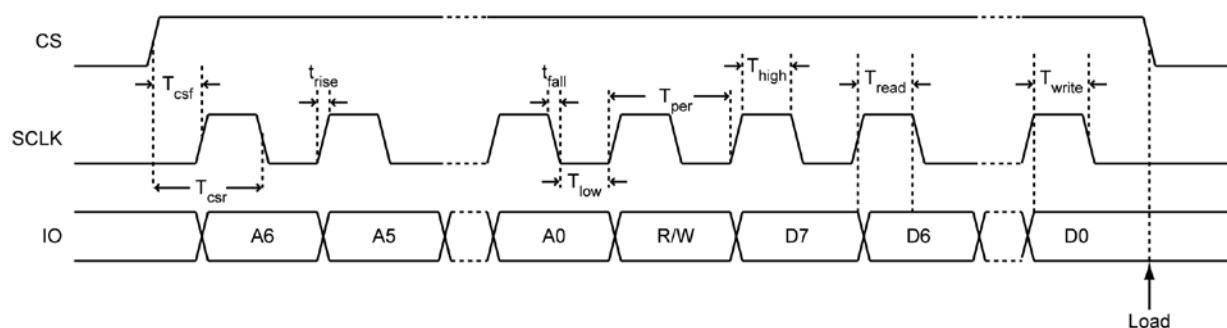 CS
T_csf
t_rise
t_fall
T_per
T_high
T_read
T_write
SCLK
T_csr
T_low
IO
A6
A5
A0
R/W
D7
D6
D0
Load